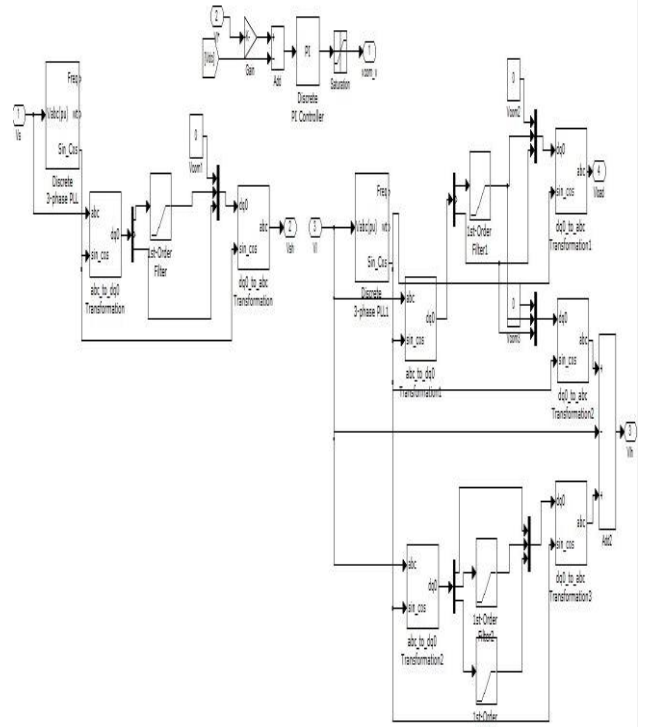 2
Vr
[Vdc]
K-
Gain
Add
PI
Discrete
PI Controller
Saturation
1
vcom_v
1
Vs
Freq
Vabc(pu)
wt
Sin_Cos
Discrete
3-phase PLL
abc
dq0
sin_cos
abc_to_dq0
Transformation
1st-Order
Filter
0
Vcom1
dq0
abc
sin_cos
dq0_to_abc
Transformation
2
3
Vl
Freq
Vabc(pu)
wt
Sin_Cos
Discrete
3-phase PLL1
abc
dq0
sin_cos
abc_to_dq0
Transformation1
1st-Order
Filter1
0
Vcom2
dq0
abc
sin_cos
dq0_to_abc
Transformation1
4
Vload
0
dq0
abc
sin_cos
dq0_to_abc
Transformation2
Add2
3
Vlh
abc
dq0
sin_cos
abc_to_dq0
Transformation2
1st-Order
Filter2
1st-Order
dq0
abc
sin_cos
dq0_to_abc
Transformation3